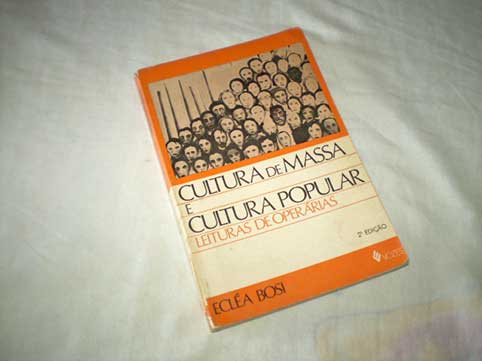 CULTURA DE MASSA
E
CULTURA POPULAR
LEITURAS DE OPERÁRIAS
2ª EDIÇÃO
VOZES
ECLÉA BOSI